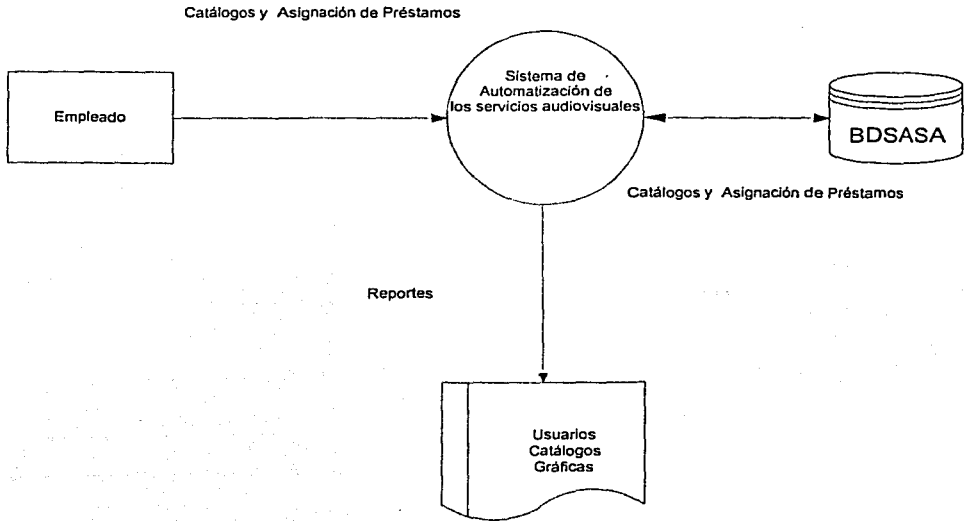 Catálogos y Asignación de Préstamos
Empleado
Sistema de
Automatización de
los servicios audiovisuales
BDSASA
Catálogos y Asignación de Préstamos
Reportes
Usuarios
Catálogos
Gráficas